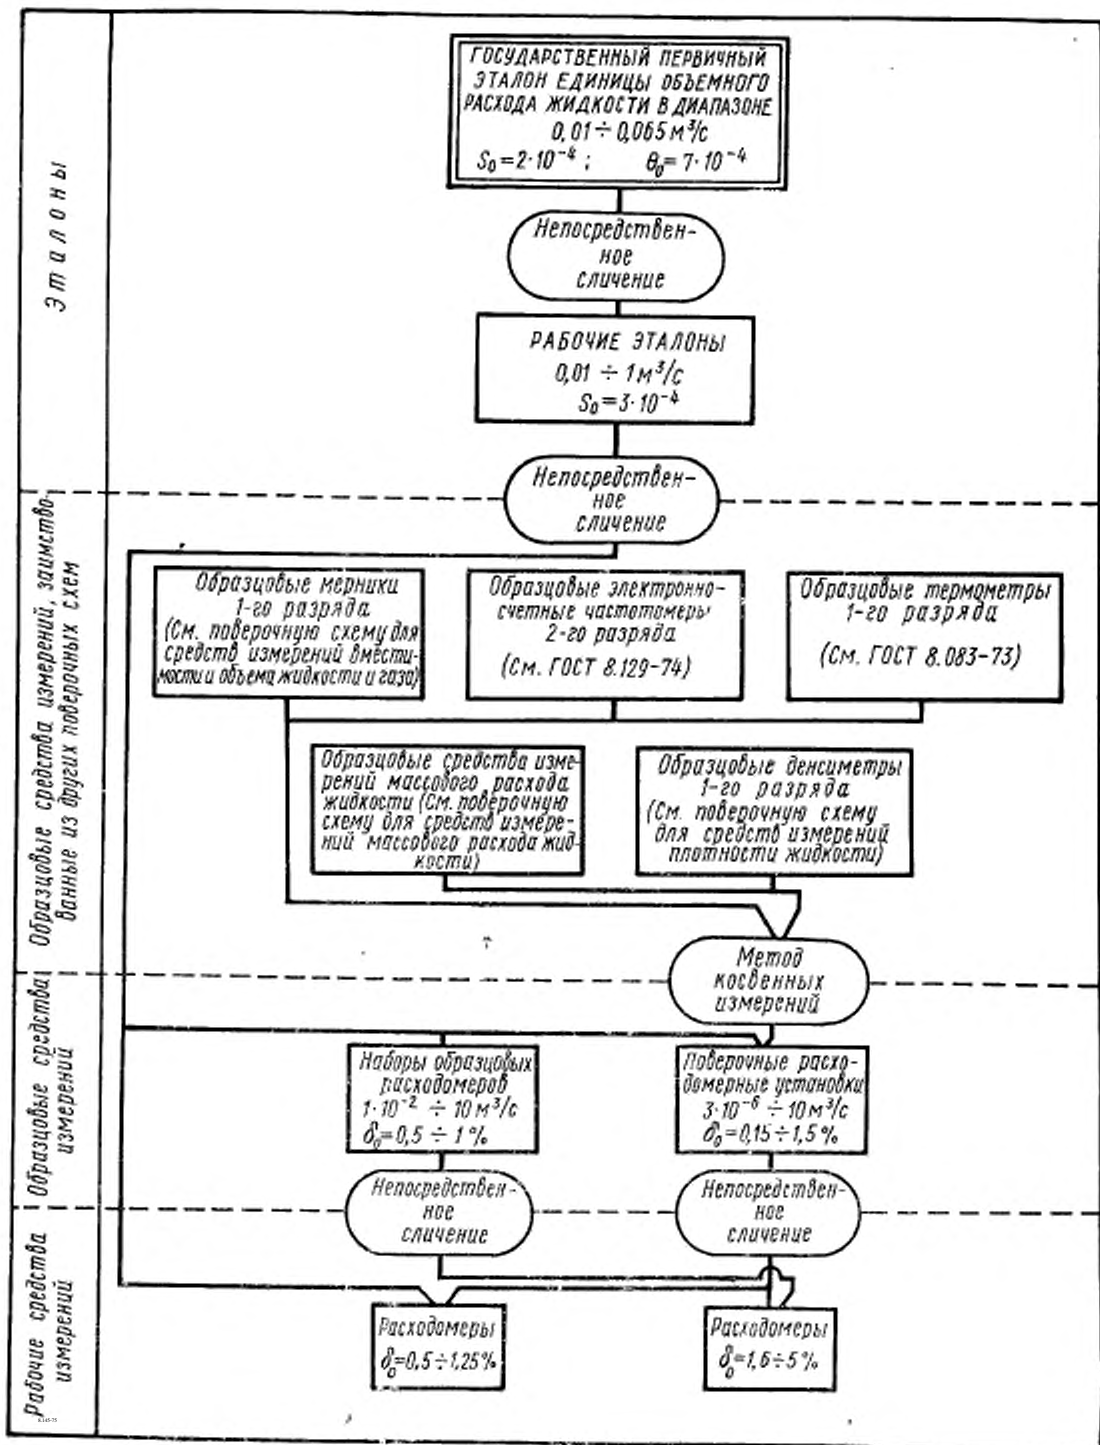 Эталоны
ГОСУДАРСТВЕННЫЙ ПЕРВИЧНЫЙ
ЭТАЛОН ЕДИНИЦЫ ОБЪЕМНОГО
РАСХОДА ЖИДКОСТИ В ДИАПАЗОНЕ
0,01 ÷ 0,065 м³/с
S₀=2·10⁻⁴ ; θ₀=7·10⁻⁴
Непосредствен-
ное
сличение
РАБОЧИЕ ЭТАЛОНЫ
0,01 ÷ 1 м³/с
S₀=3·10⁻⁴
Непосредствен-
ное
сличение
Образцовые средства измерений, заимство-
ванные из других поверочных схем
Образцовые мерники
1-го разряда
(См. поверочную схему для
средств измерений вмести-
мости и объема жидкости и газа)
Образцовые электронно-
счетные частотомеры
2-го разряда
(См. ГОСТ 8.129-74)
Образцовые термометры
1-го разряда
(См. ГОСТ 8.083-73)
Образцовые средства изме-
рений массового расхода
жидкости (См. поверочную
схему для средств измере-
ний массового расхода жид-
кости)
Образцовые денсиметры
1-го разряда
(См. поверочную схему
для средств измерений
плотности жидкости)
Метод
косвенных
измерений
Образцовые средства
измерений
Наборы образцовых
расходомеров
1·10⁻² ÷ 10 м³/с
δ₀=0,5 ÷ 1 %
Поверочные расхо-
домерные установки
3·10⁻⁶ ÷ 10 м³/с
δ₀=0,15 ÷ 1,5 %
Непосредствен-
ное
сличение
Непосредствен-
ное
сличение
Рабочие средства
измерений
Расходомеры
δ₀=0,5 ÷ 1,25 %
Расходомеры
δ₀=1,6 ÷ 5 %